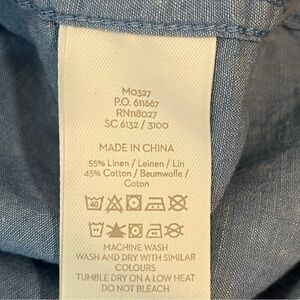 M0327
P.O. 611667
RN118027
SC 6132 / 3100
MADE IN CHINA
55% Linen / Leinen / Lin
45% Cotton / Baumwolle /
Coton
40
MACHINE WASH
WASH AND DRY WITH SIMILAR
COLOURS
TUMBLE DRY ON A LOW HEAT
DO NOT BLEACH